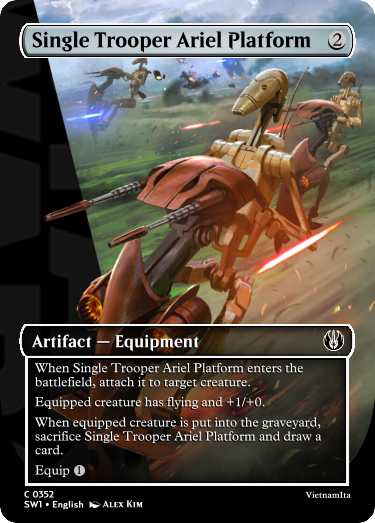 Single Trooper Ariel Platform 2
Artifact — Equipment
When Single Trooper Ariel Platform enters the
battlefield, attach it to target creature.
Equipped creature has flying and +1/+0.
When equipped creature is put into the graveyard,
sacrifice Single Trooper Ariel Platform and draw a
card.
Equip 1
C 0352
SW1 • English Alex Kim
VietnamIta